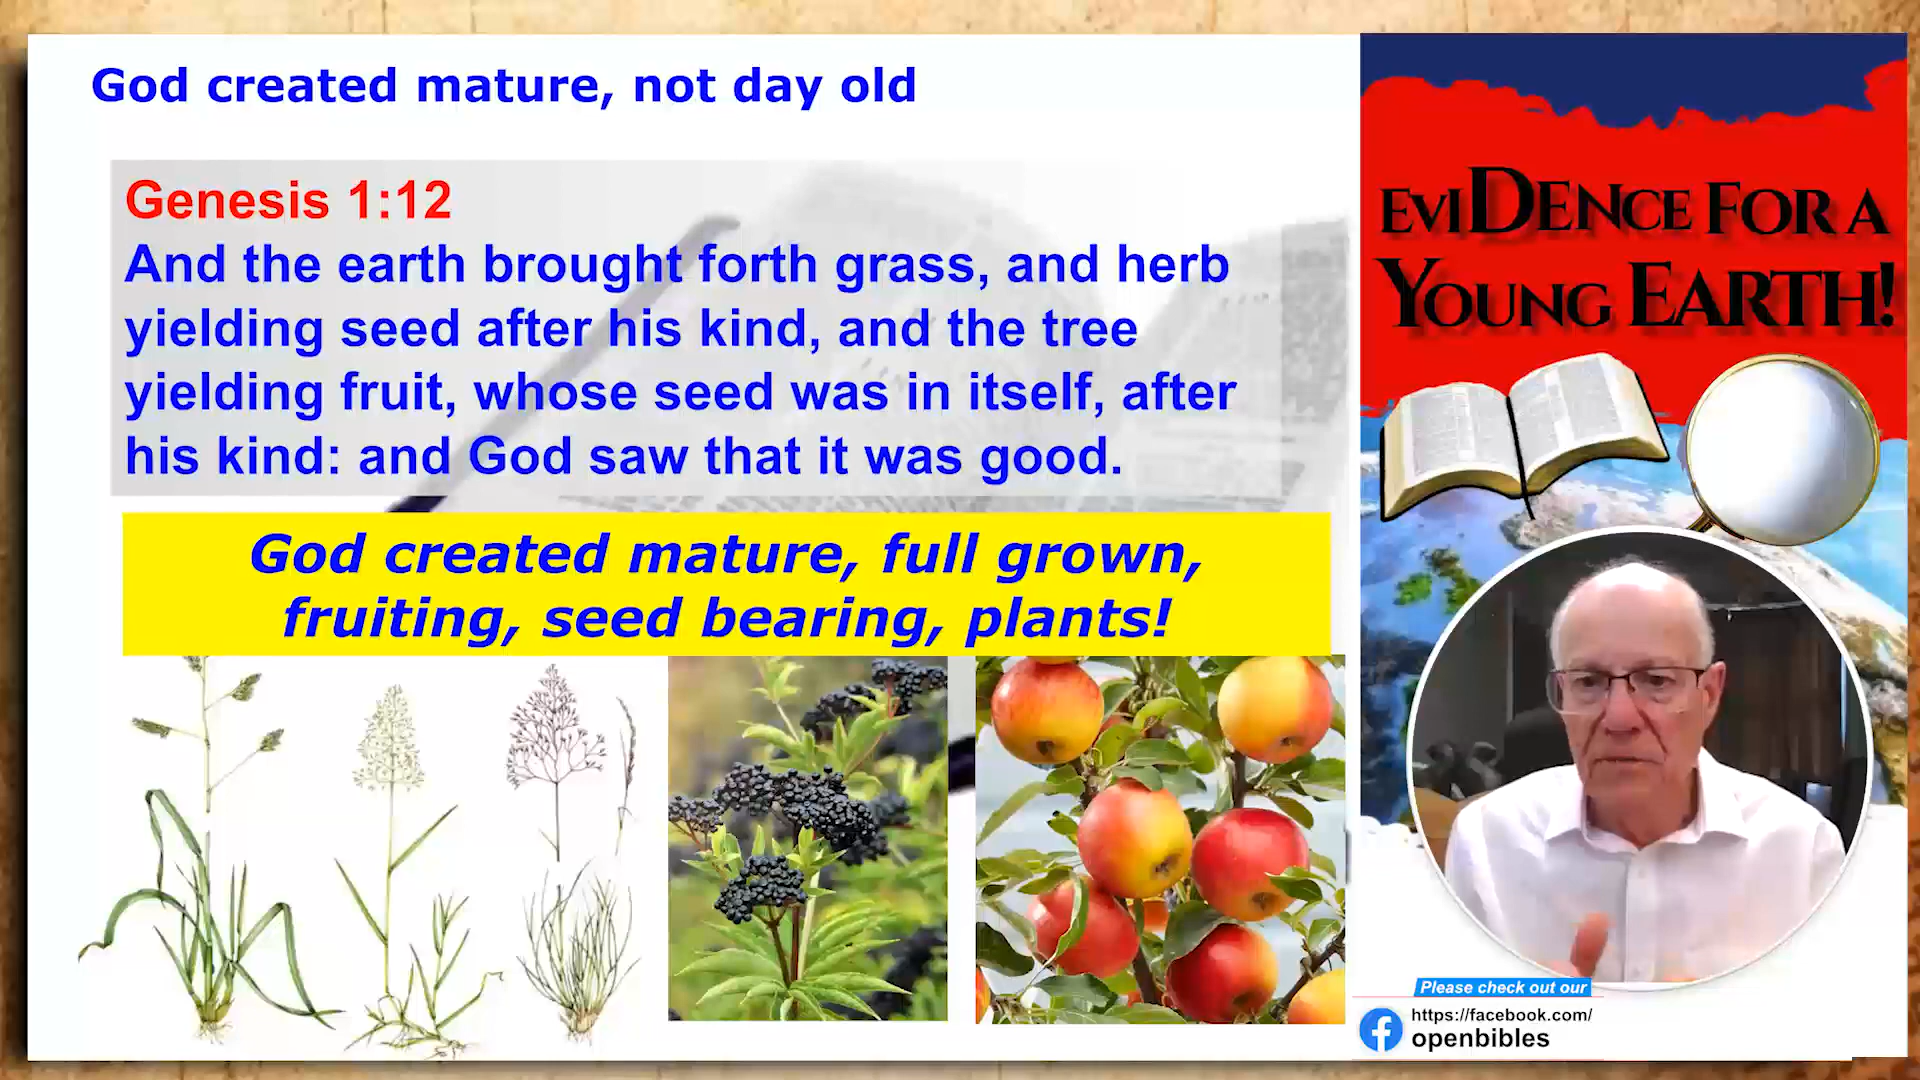 God created mature, not day old
Genesis 1:12
And the earth brought forth grass, and herb
yielding seed after his kind, and the tree
yielding fruit, whose seed was in itself, after
his kind: and God saw that it was good.
God created mature, full grown,
fruiting, seed bearing, plants!
EVIDENCE FOR A
YOUNG EARTH!
Please check out our
https://facebook.com/
openbibles